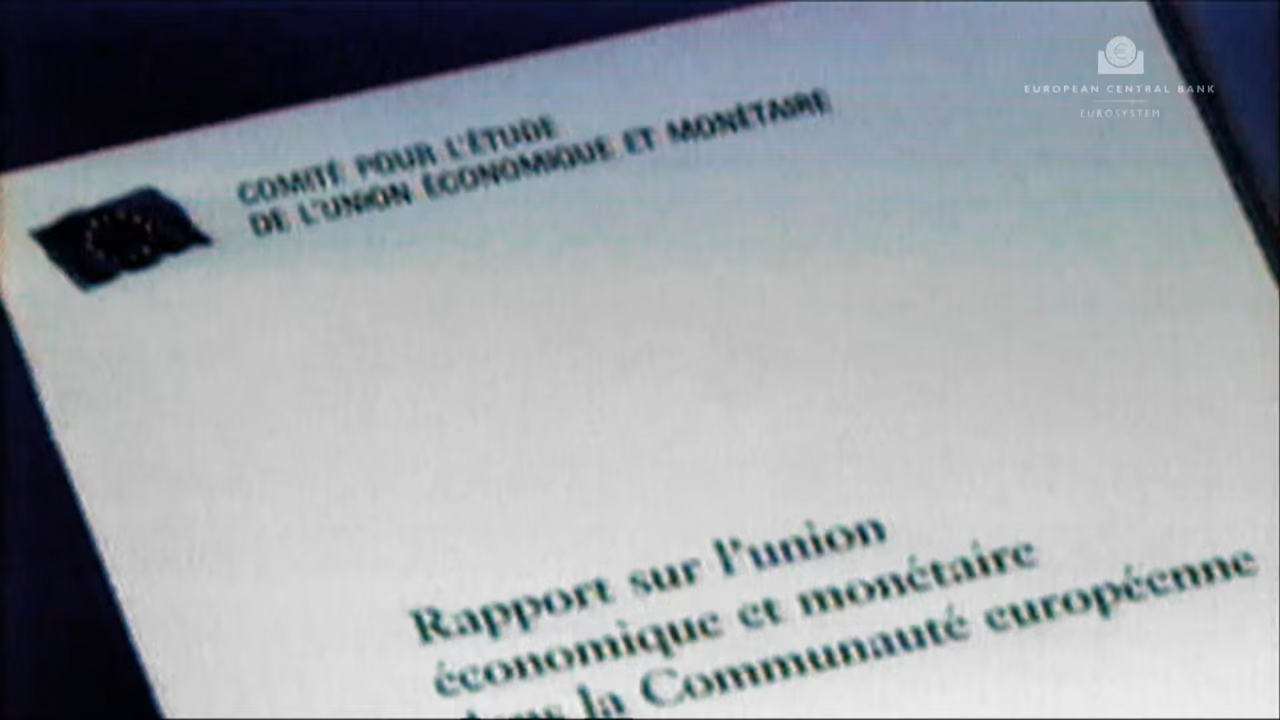 EUROPEAN CENTRAL BANK
EUROSYSTEM
COMITÉ POUR L'ÉTUDE
DE L'UNION ÉCONOMIQUE ET MONÉTAIRE
Rapport sur l'union
économique et monétaire
dans la Communauté européenne